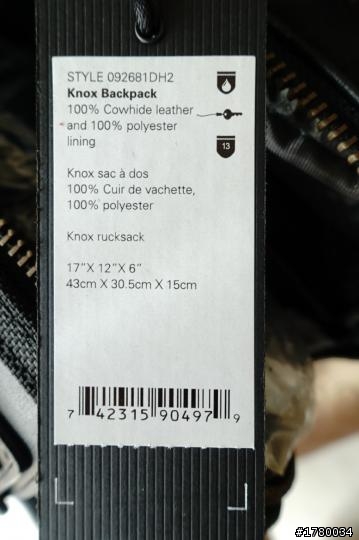 STYLE 092681DH2
Knox Backpack
100% Cowhide leather
and 100% polyester
lining
13
Knox sac à dos
100% Cuir de vachette,
100% polyester
Knox rucksack
17"X 12"X 6"
43cm X 30.5cm X 15cm
7 42315 90497 9
#1780034